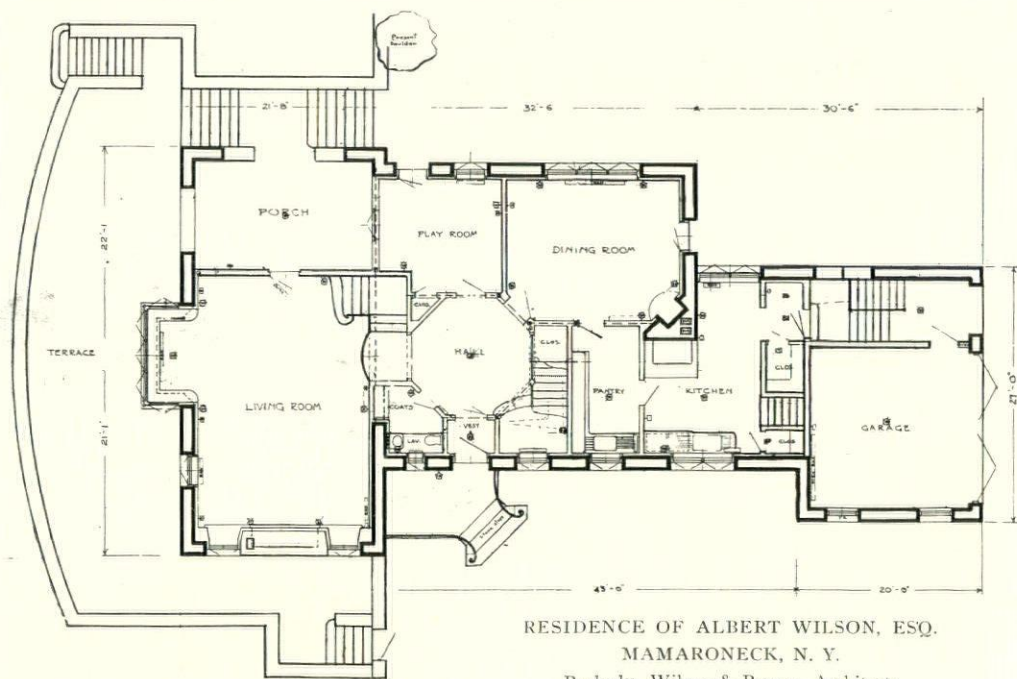 Present
Boulder
21'-8"
32'-6
30'-6"
22'-1
PORCH
PLAY ROOM
DINING ROOM
TERRACE
LIVING ROOM
HALL
CLOS
COATS
LAV.
VEST
PANTRY
KITCHEN
CLOS
CLOS
GARAGE
27'-0"
21'-1
20'-0"
RESIDENCE OF ALBERT WILSON, ESQ.
MAMARONECK, N. Y.